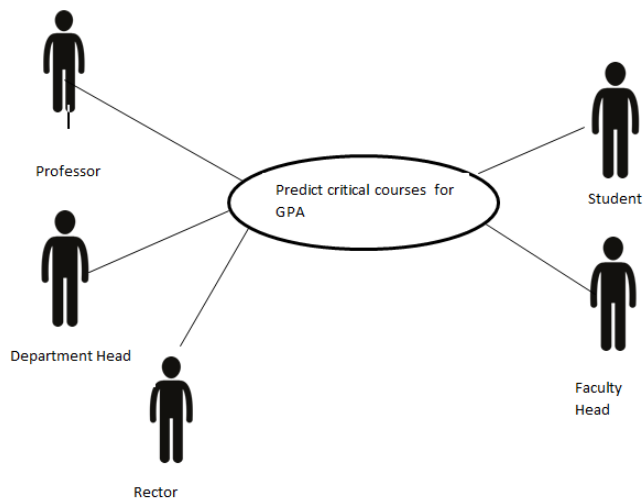 Professor
Predict critical courses for
GPA
Student
Department Head
Faculty
Head
Rector